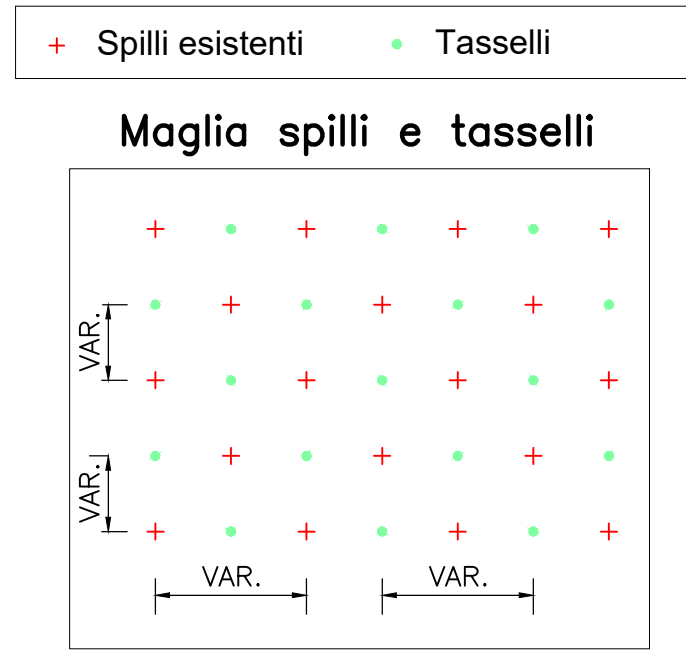 Spilli esistenti Tasselli
Maglia spilli e tasselli
VAR.
VAR.
VAR. VAR.